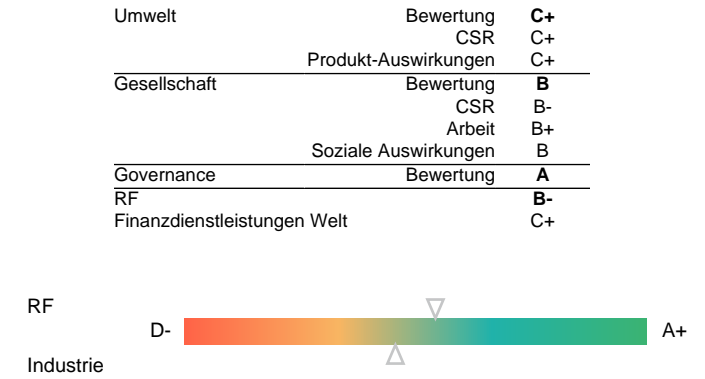 Umwelt Bewertung C+
CSR C+
Produkt-Auswirkungen C+
Gesellschaft Bewertung B
CSR B-
Arbeit B+
Soziale Auswirkungen B
Governance Bewertung A
RF B-
Finanzdienstleistungen Welt C+
RF
D- A+
Industrie